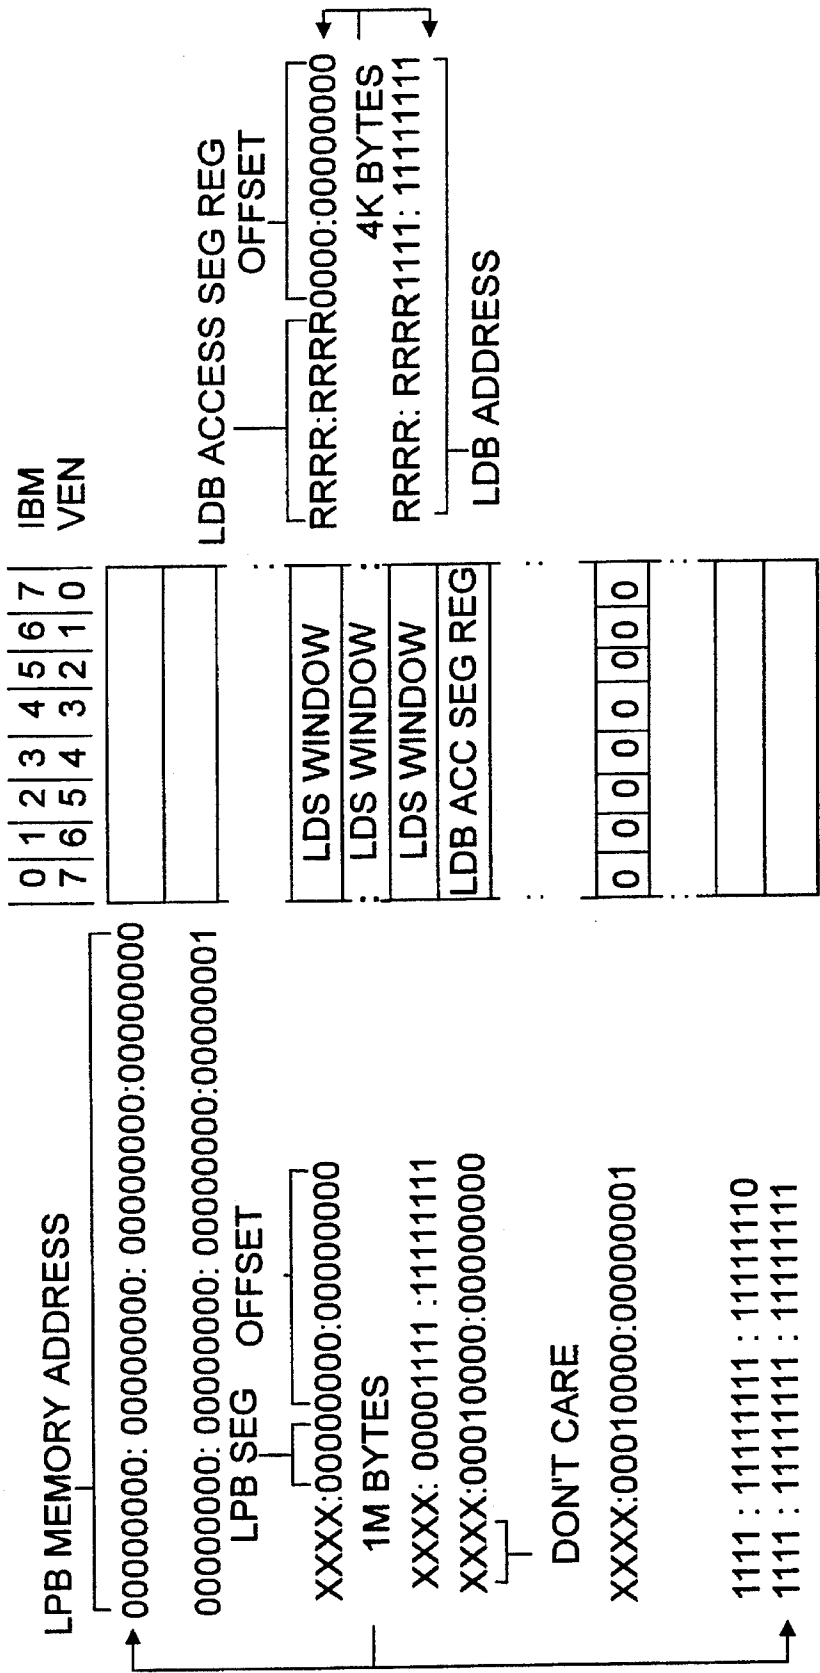 LPB MEMORY ADDRESS
00000000: 00000000: 00000000:00000000
00000000: 00000000: 00000000:00000001
LPB SEG OFFSET
XXXX:00000000:00000000
1M BYTES
XXXX: 00001111 :11111111
XXXX:00010000:00000000
DON'T CARE
XXXX:00010000:00000001
1111 : 11111111 : 11111110
1111 : 11111111 : 11111111
0 1 2 3 4 5 6 7 IBM
7 6 5 4 3 2 1 0 VEN
LDS WINDOW
LDS WINDOW
LDS WINDOW
LDB ACC SEG REG
0 0 0 0 0 0 0 0
LDB ACCESS SEG REG
OFFSET
RRRR:RRRR0000:00000000
4K BYTES
RRRR: RRRR1111: 11111111
LDB ADDRESS